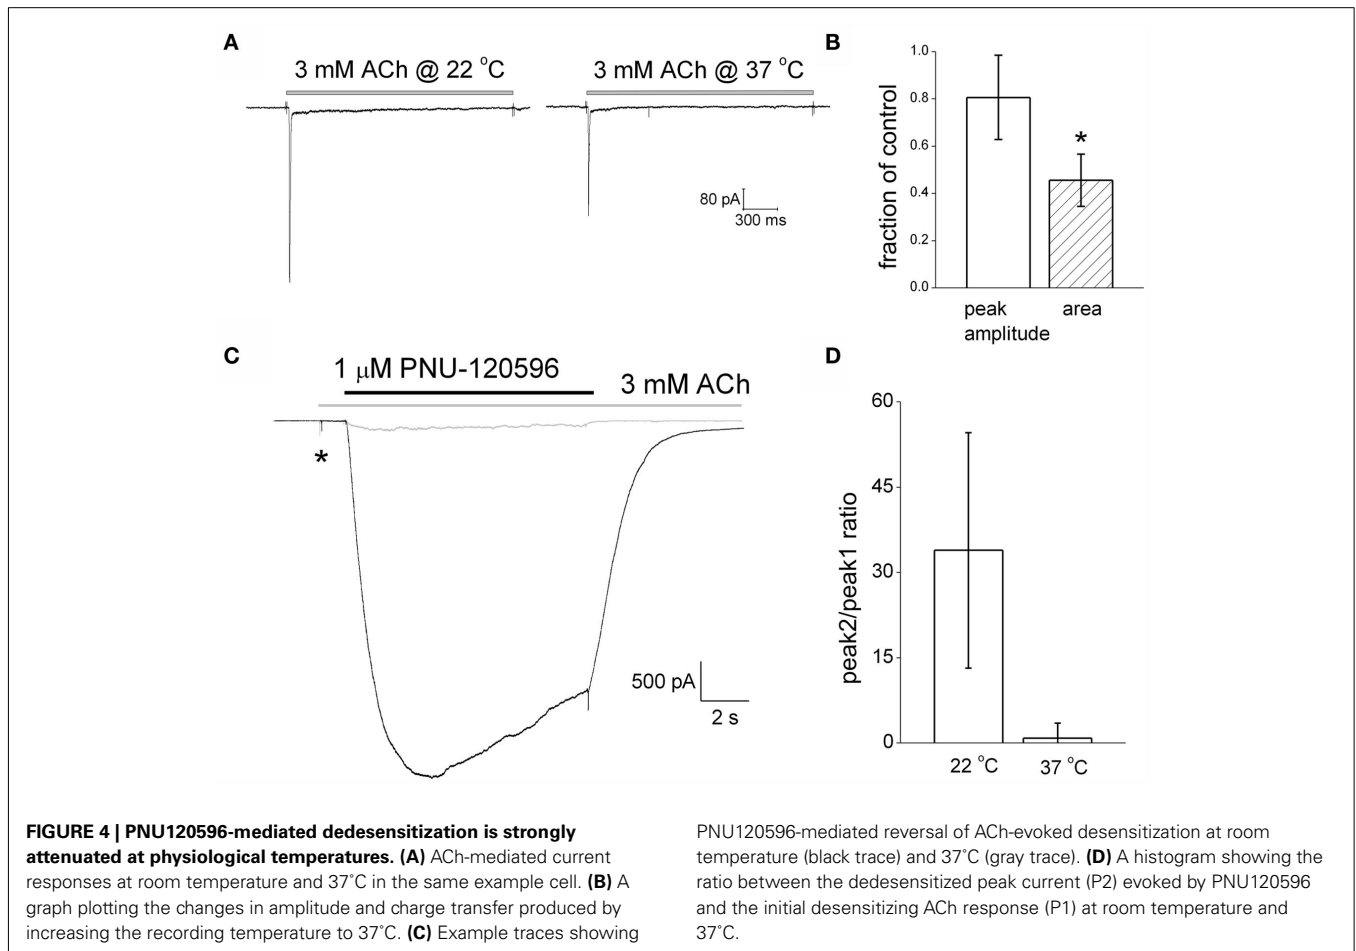 A
3 mM ACh @ 22 °C
3 mM ACh @ 37 °C
80 pA
300 ms
B
1.0
0.8
0.6
0.4
0.2
0.0
fraction of control
*
peak
amplitude
area
C
1 μM PNU-120596
3 mM ACh
*
500 pA
2 s
D
60
45
30
15
0
peak2/peak1 ratio
22 °C
37 °C
FIGURE 4 | PNU120596-mediated dedesensitization is strongly
attenuated at physiological temperatures. (A) ACh-mediated current
responses at room temperature and 37˚C in the same example cell. (B) A
graph plotting the changes in amplitude and charge transfer produced by
increasing the recording temperature to 37˚C. (C) Example traces showing
PNU120596-mediated reversal of ACh-evoked desensitization at room
temperature (black trace) and 37˚C (gray trace). (D) A histogram showing the
ratio between the dedesensitized peak current (P2) evoked by PNU120596
and the initial desensitizing ACh response (P1) at room temperature and
37˚C.